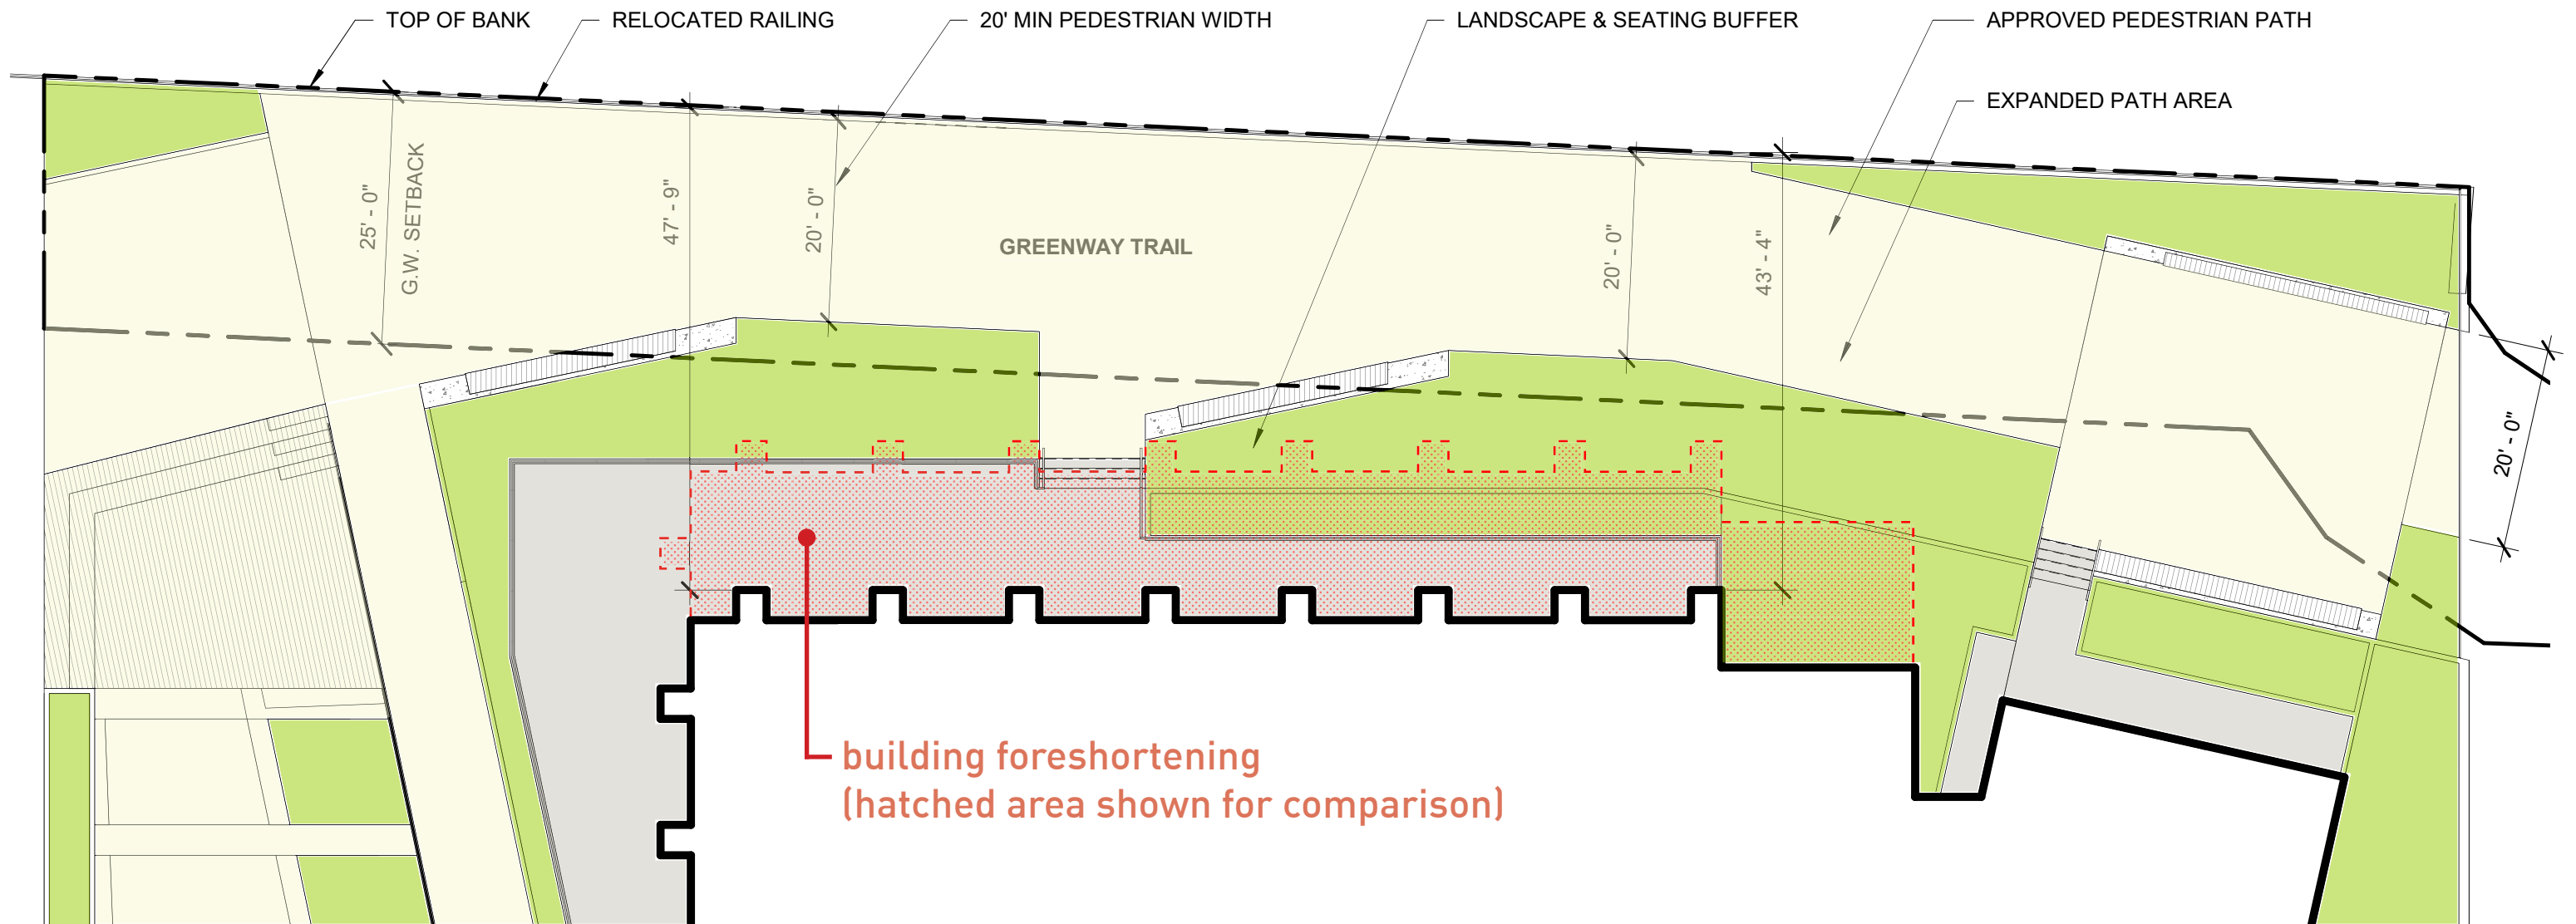 TOP OF BANK
RELOCATED RAILING
20' MIN PEDESTRIAN WIDTH
LANDSCAPE & SEATING BUFFER
APPROVED PEDESTRIAN PATH
EXPANDED PATH AREA
25' - 0"
G.W. SETBACK
47' - 9"
20' - 0"
GREENWAY TRAIL
20' - 0"
43' - 4"
20' - 0"
building foreshortening
(hatched area shown for comparison)